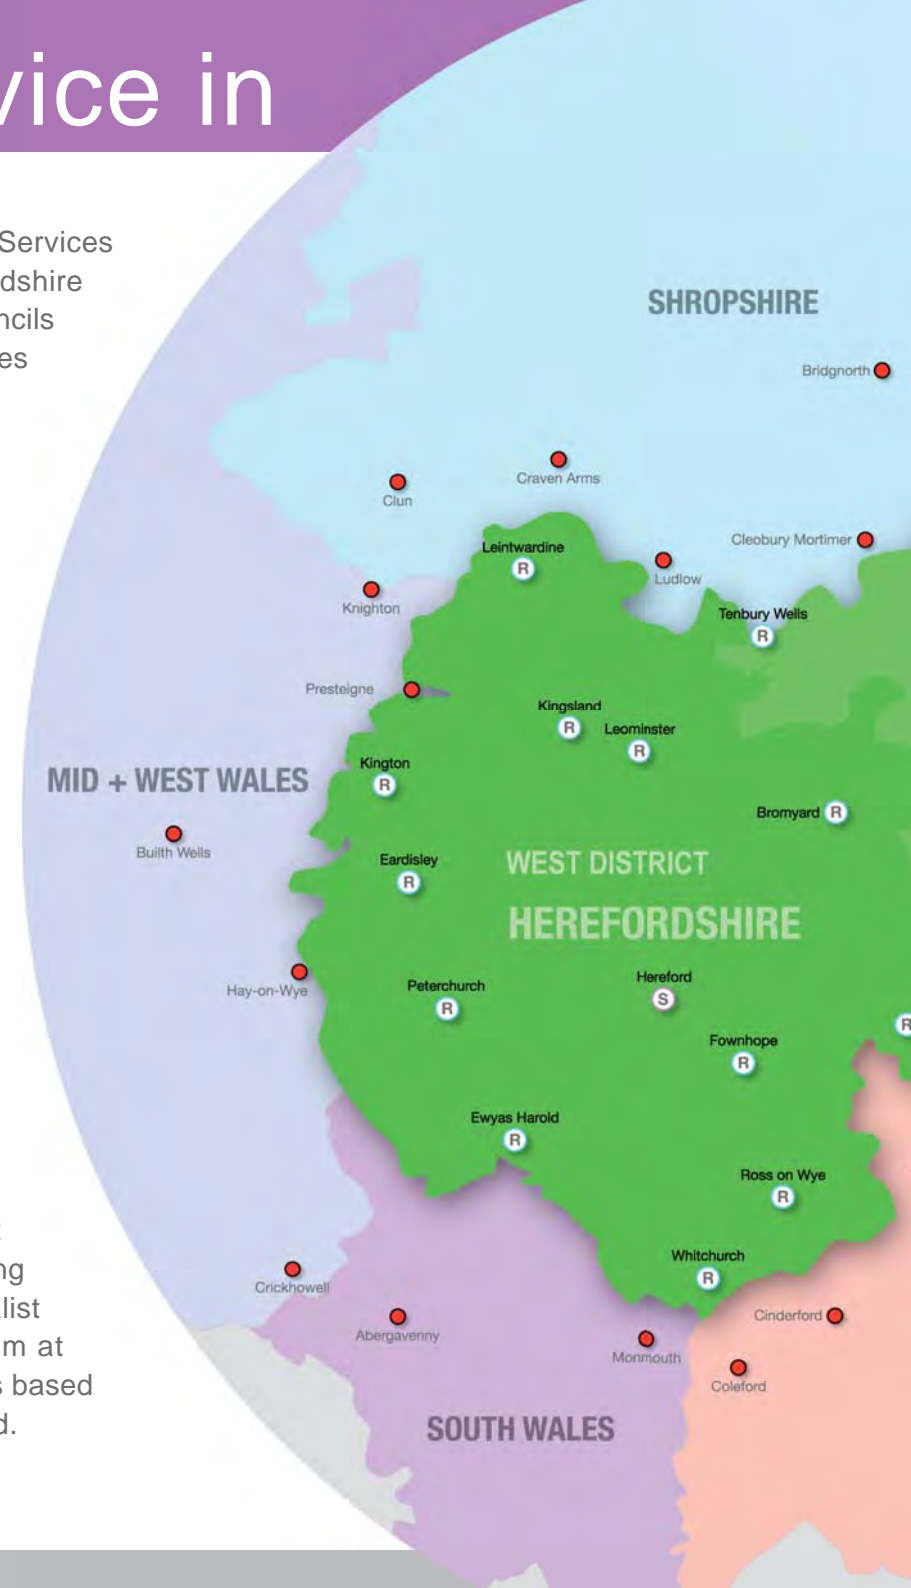 vice in
Services
dshire
ncils
es
SHROPSHIRE
Bridgnorth
Craven Arms
Clun
Cleobury Mortimer
Leintwardine
R
Ludlow
Knighton
Tenbury Wells
R
Presteigne
Kingsland
R
Leominster
R
Kington
R
MID + WEST WALES
Bromyard R
Builth Wells
Eardisley
R
WEST DISTRICT
HEREFORDSHIRE
Hay-on-Wye
Peterchurch
R
Hereford
S
R
Fownhope
R
Ewyas Harold
R
Ross on Wye
R
ng
list
m at
s based
d.
Whitchurch
R
Crickhowell
Cinderford
Abergavenny
Monmouth
Coleford
SOUTH WALES